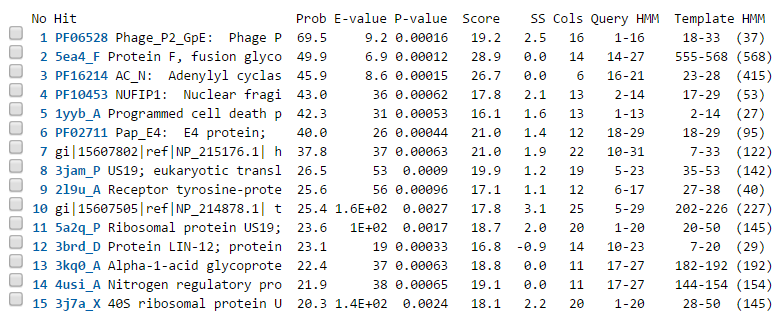 No Hit Prob E-value P-value Score SS Cols Query HMM Template HMM
1 PF06528 Phage_P2_GpE: Phage P 69.5 9.2 0.00016 19.2 2.5 16 1-16 18-33 (37)
2 5ea4_F Protein F, fusion glyco 49.9 6.9 0.00012 28.9 0.0 14 14-27 555-568 (568)
3 PF16214 AC_N: Adenylyl cyclas 45.9 8.6 0.00015 26.7 0.0 6 16-21 23-28 (415)
4 PF10453 NUFIP1: Nuclear fragi 43.0 36 0.00062 17.8 2.1 13 2-14 17-29 (53)
5 1yyb_A Programmed cell death p 42.3 31 0.00053 16.1 1.6 13 1-13 2-14 (27)
6 PF02711 Pap_E4: E4 protein; 40.0 26 0.00044 21.0 1.4 12 18-29 18-29 (95)
7 gi|15607802|ref|NP_215176.1| h 37.8 37 0.00063 21.0 1.9 22 10-31 7-33 (122)
8 3jam_P US19; eukaryotic transl 26.5 53 0.0009 19.9 1.2 19 5-23 35-53 (142)
9 2l9u_A Receptor tyrosine-prote 25.6 56 0.00096 17.1 1.1 12 6-17 27-38 (40)
10 gi|15607505|ref|NP_214878.1| t 25.4 1.6E+02 0.0027 17.8 3.1 25 5-29 202-226 (227)
11 5a2q_P Ribosomal protein US19; 23.6 1E+02 0.0017 18.7 2.0 20 1-20 20-50 (145)
12 3brd_D Protein LIN-12; protein 23.1 19 0.00033 16.8 -0.9 14 10-23 7-20 (29)
13 3kq0_A Alpha-1-acid glycoprote 22.4 37 0.00063 18.8 0.0 11 17-27 182-192 (192)
14 4usi_A Nitrogen regulatory pro 21.9 38 0.00065 19.1 0.0 11 17-27 144-154 (154)
15 3j7a_X 40S ribosomal protein U 20.3 1.4E+02 0.0024 18.1 2.2 20 1-20 28-50 (145)